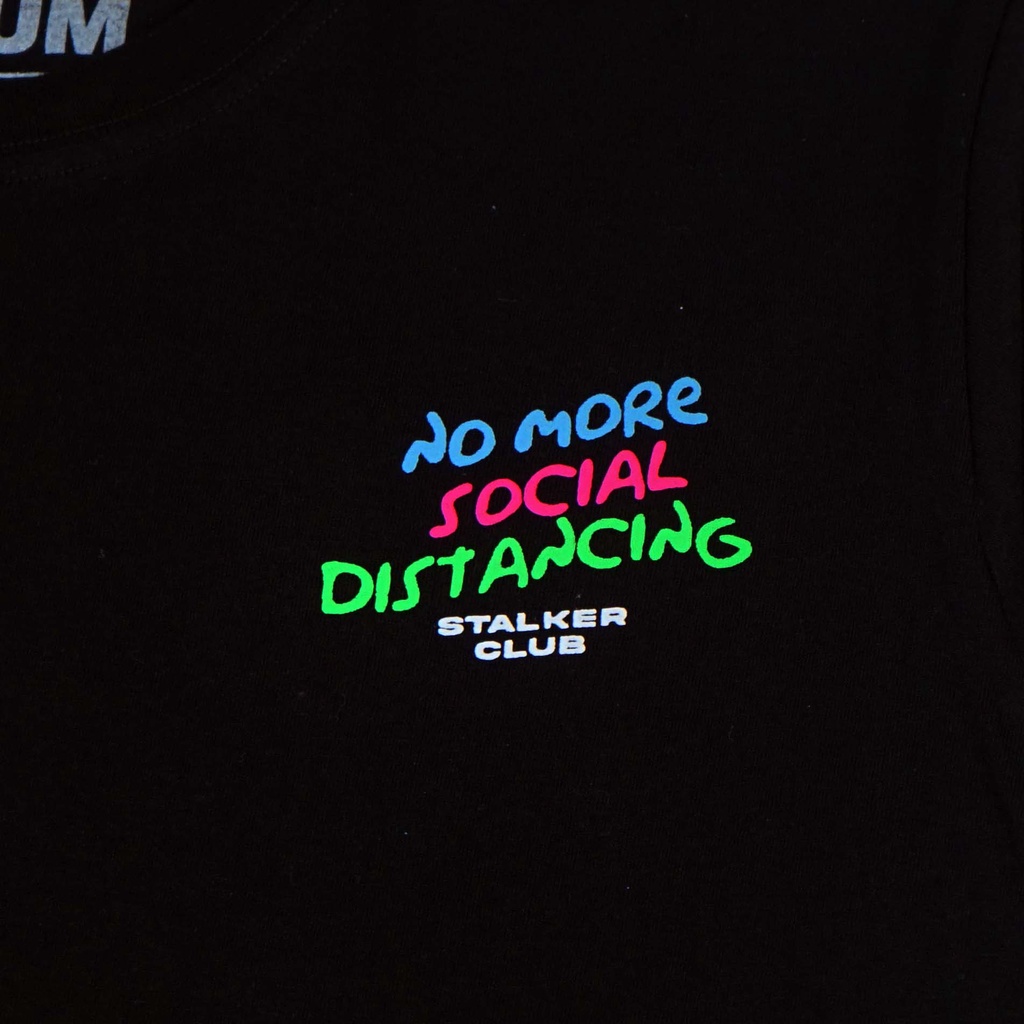 NO MORE
SOCIAL
DISTANCING
STALKER
CLUB